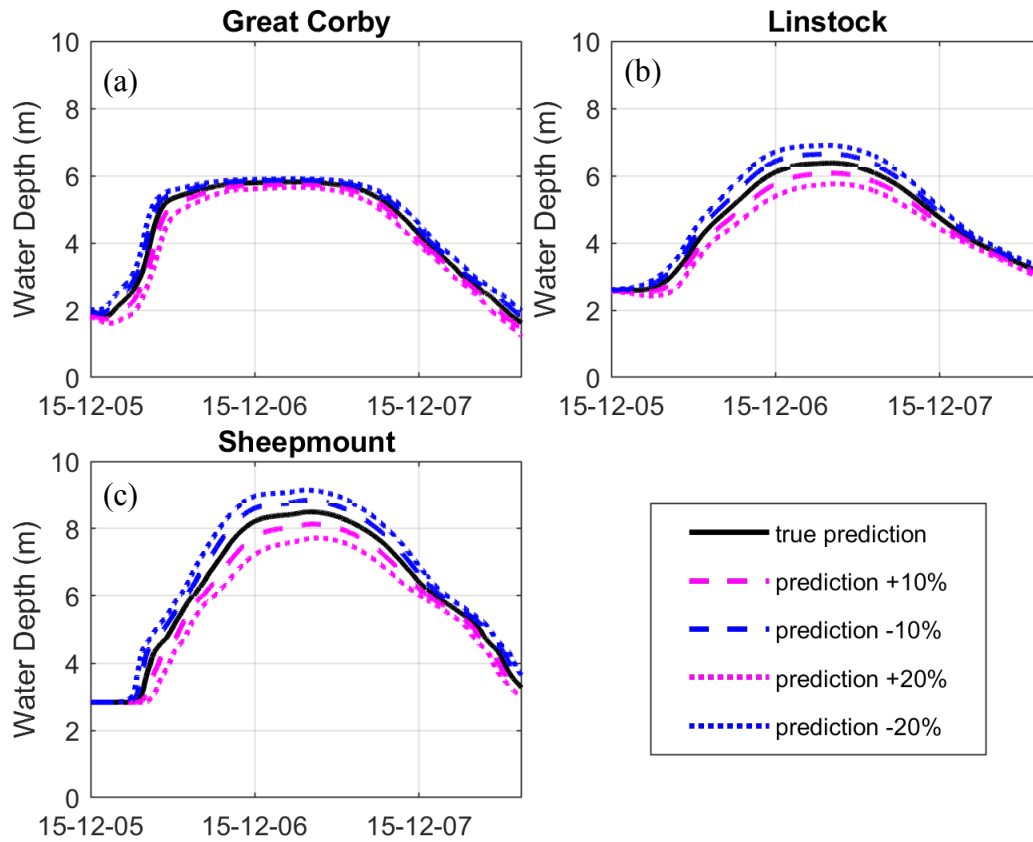 Great Corby
(a)
10
8
6
4
2
0
Water Depth (m)
15-12-05 15-12-06 15-12-07
Linstock
(b)
10
8
6
4
2
0
Water Depth (m)
15-12-05 15-12-06 15-12-07
Sheepmount
(c)
10
8
6
4
2
0
Water Depth (m)
15-12-05 15-12-06 15-12-07
true prediction
prediction +10%
prediction -10%
prediction +20%
prediction -20%